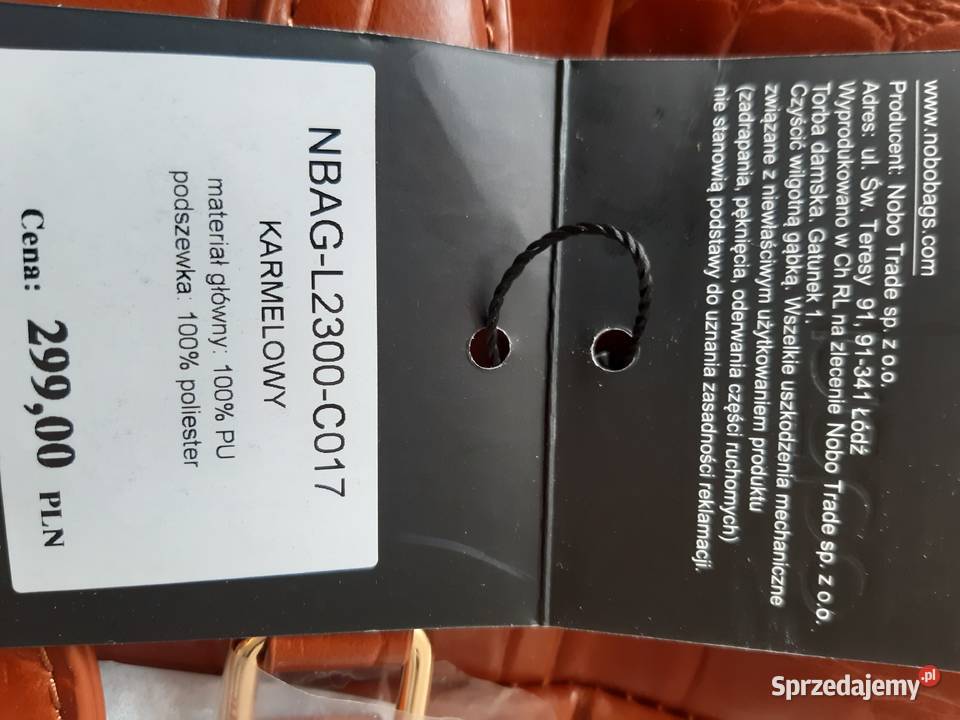 www.nobobags.com
Producent: Nobo Trade sp. z o.o.
Adres: ul. Św. Teresy 91, 91-341 Łódź
Wyprodukowano w Ch RL na zlecenie Nobo Trade sp. z o.o.
Torba damska. Gatunek 1.
Czyścić wilgotną gąbką. Wszelkie uszkodzenia mechaniczne
związane z niewłaściwym użytkowaniem produktu
(zadrapania, pęknięcia, oderwania części ruchomych)
nie stanowią podstawy do uznania zasadności reklamacji.
NBAG-L2300-C017
KARMELOWY
materiał główny: 100% PU
podszewka: 100% poliester
Cena: 299,00 PLN
Sprzedajemy.pl